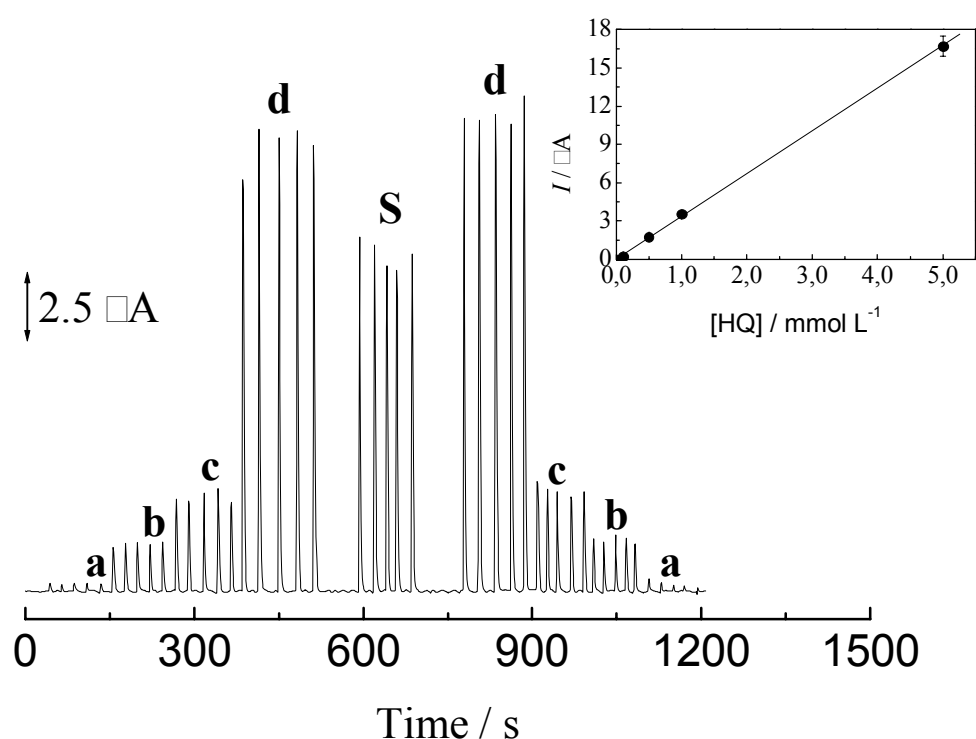 18
15
12
9
6
3
0
I / □A
0,0
1,0
2,0
3,0
4,0
5,0
[HQ] / mmol L⁻¹
d
d
S
2.5 □A
c
c
b
b
a
a
0
300
600
900
1200
1500
Time / s